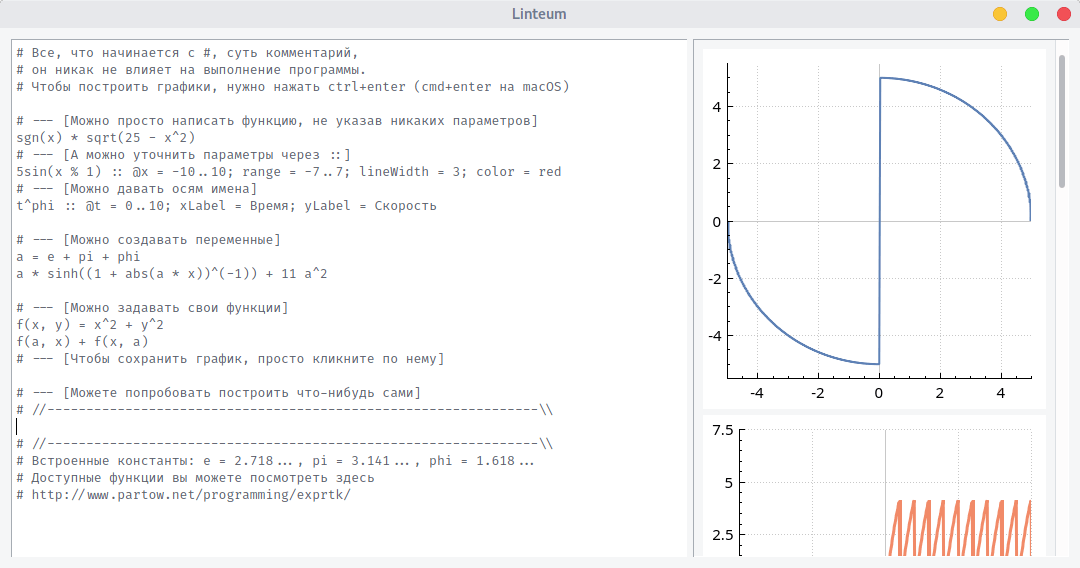 Linteum
# Все, что начинается с #, суть комментарий,
# он никак не влияет на выполнение программы.
# Чтобы построить графики, нужно нажать ctrl+enter (cmd+enter на macOS)
# --- [Можно просто написать функцию, не указав никаких параметров]
sgn(x) * sqrt(25 - x^2)
# --- [А можно уточнить параметры через ::]
5sin(x % 1) :: @x = -10..10; range = -7..7; lineWidth = 3; color = red
# --- [Можно давать осям имена]
t^phi :: @t = 0..10; xLabel = Время; yLabel = Скорость
# --- [Можно создавать переменные]
a = e + pi + phi
a * sinh((1 + abs(a * x))^(-1)) + 11 a^2
# --- [Можно задавать свои функции]
f(x, y) = x^2 + y^2
f(a, x) + f(x, a)
# --- [Чтобы сохранить график, просто кликните по нему]
# --- [Можете попробовать построить что-нибудь сами]
# //---------------------------------------------------------------\\
# //---------------------------------------------------------------\\
# Встроенные константы: e = 2.718..., pi = 3.141..., phi = 1.618...
# Доступные функции вы можете посмотреть здесь
# http://www.partow.net/programming/exprtk/
4
2
0
-2
-4
-4 -2 0 2 4
7.5
5
2.5